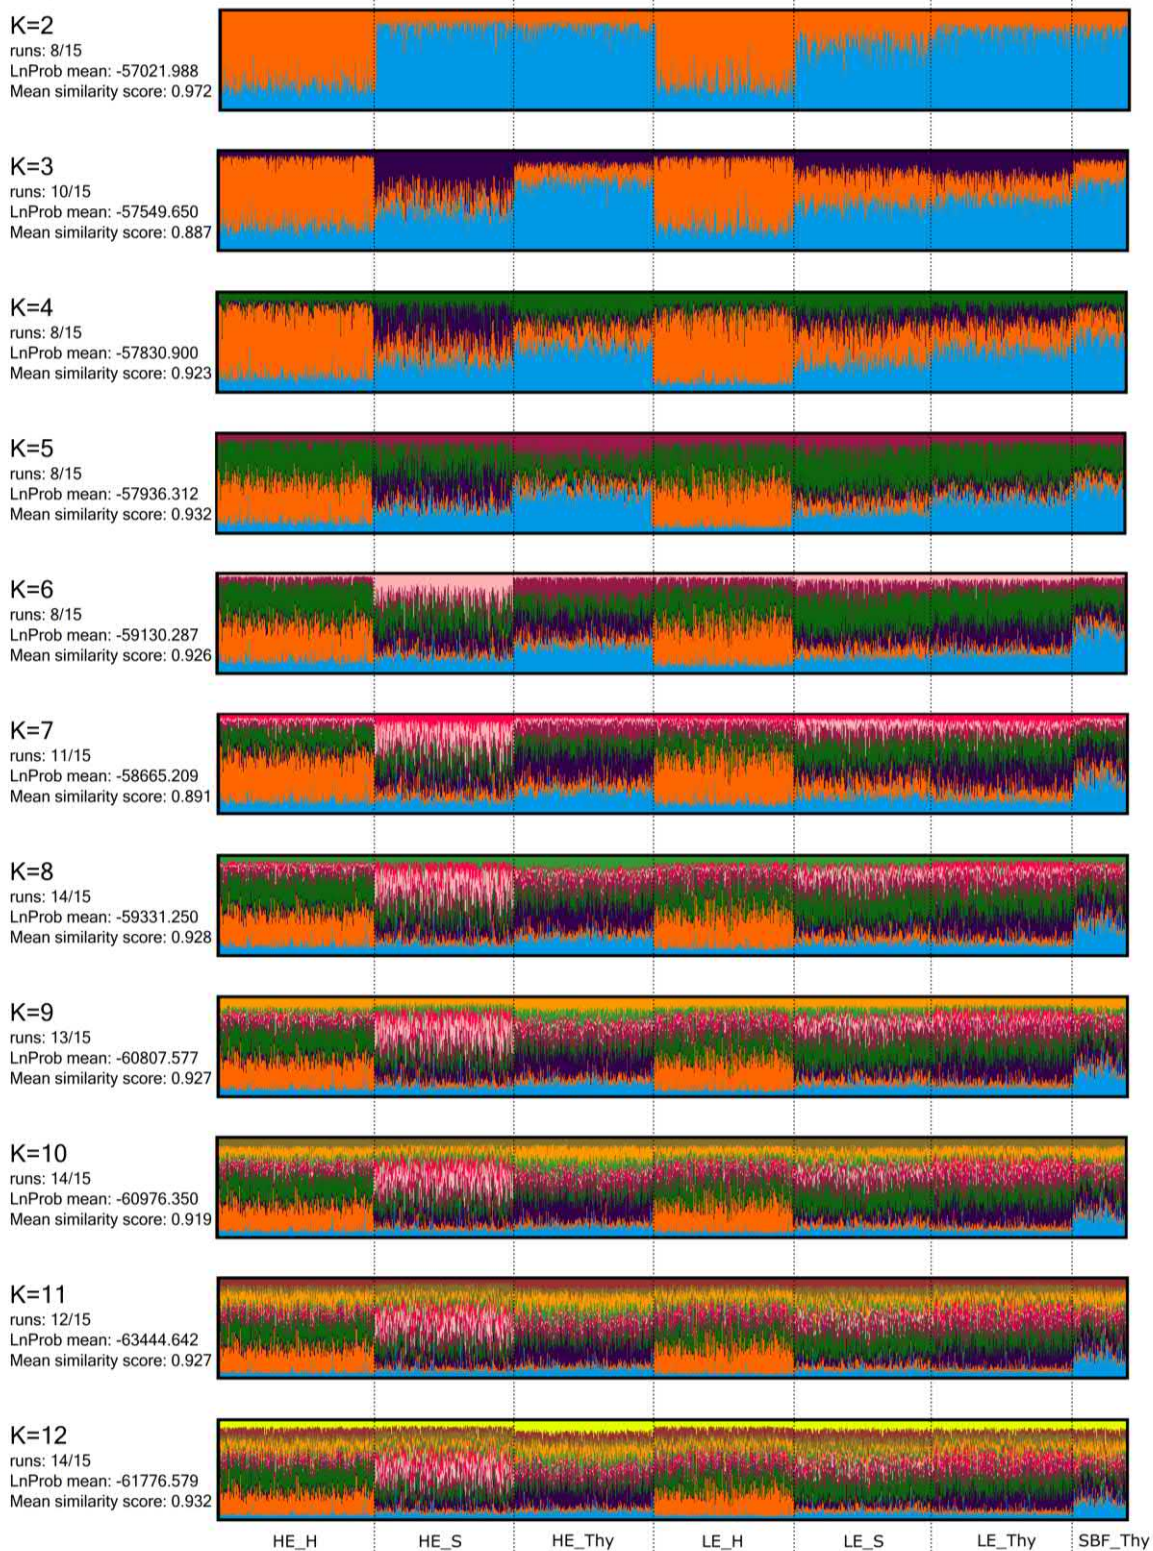 K=2
runs: 8/15
LnProb mean: -57021.988
Mean similarity score: 0.972
K=3
runs: 10/15
LnProb mean: -57549.650
Mean similarity score: 0.887
K=4
runs: 8/15
LnProb mean: -57830.900
Mean similarity score: 0.923
K=5
runs: 8/15
LnProb mean: -57936.312
Mean similarity score: 0.932
K=6
runs: 8/15
LnProb mean: -59130.287
Mean similarity score: 0.926
K=7
runs: 11/15
LnProb mean: -58665.209
Mean similarity score: 0.891
K=8
runs: 14/15
LnProb mean: -59331.250
Mean similarity score: 0.928
K=9
runs: 13/15
LnProb mean: -60807.577
Mean similarity score: 0.927
K=10
runs: 14/15
LnProb mean: -60976.350
Mean similarity score: 0.919
K=11
runs: 12/15
LnProb mean: -63444.642
Mean similarity score: 0.927
K=12
runs: 14/15
LnProb mean: -61776.579
Mean similarity score: 0.932
HE_H HE_S HE_Thy LE_H LE_S LE_Thy SBF_Thy